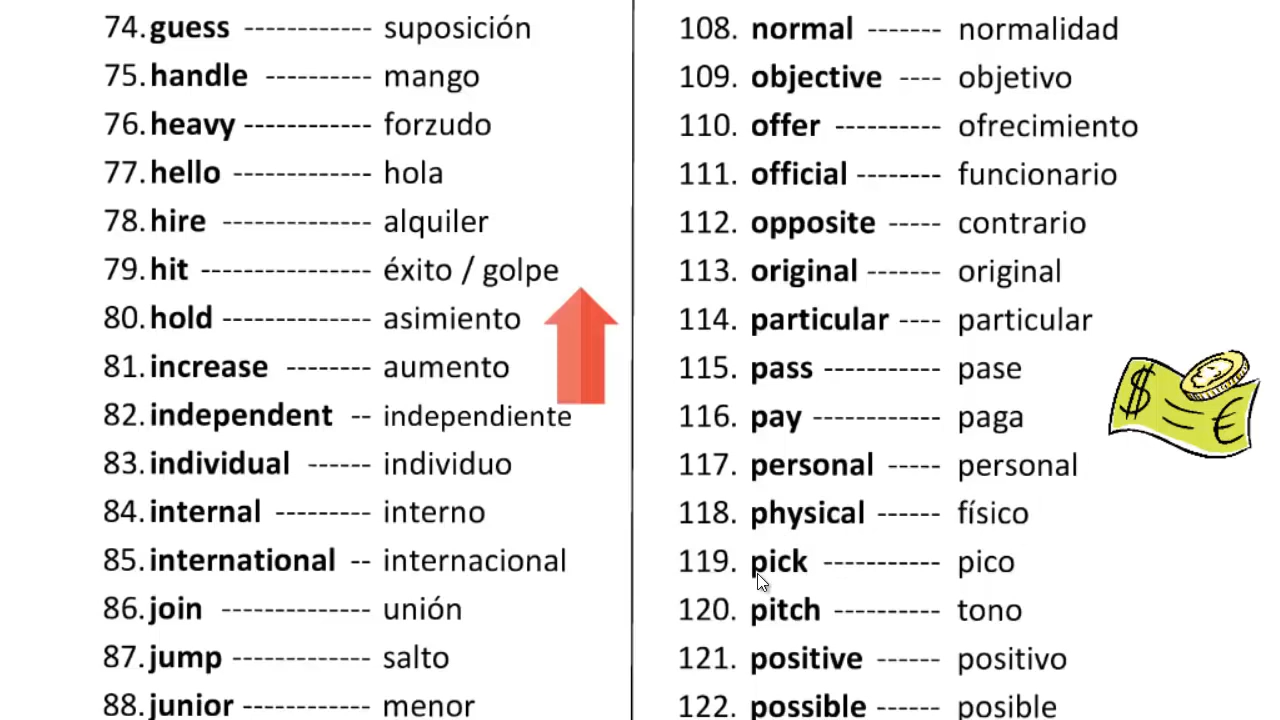 74. guess ------------ suposición
75. handle ---------- mango
76. heavy ------------ forzudo
77. hello ------------- hola
78. hire -------------- alquiler
79. hit ---------------- éxito / golpe
80. hold -------------- asimiento
81. increase -------- aumento
82. independent -- independiente
83. individual ------ individuo
84. internal --------- interno
85. international -- internacional
86. join -------------- unión
87. jump ------------- salto
88. junior ------------ menor
108. normal ------- normalidad
109. objective ---- objetivo
110. offer ---------- ofrecimiento
111. official -------- funcionario
112. opposite ----- contrario
113. original ------- original
114. particular ---- particular
115. pass ----------- pase
116. pay ------------ paga
117. personal ----- personal
118. physical ------ físico
119. pick ----------- pico
120. pitch ---------- tono
121. positive ------ positivo
122. possible ------ posible
$ €